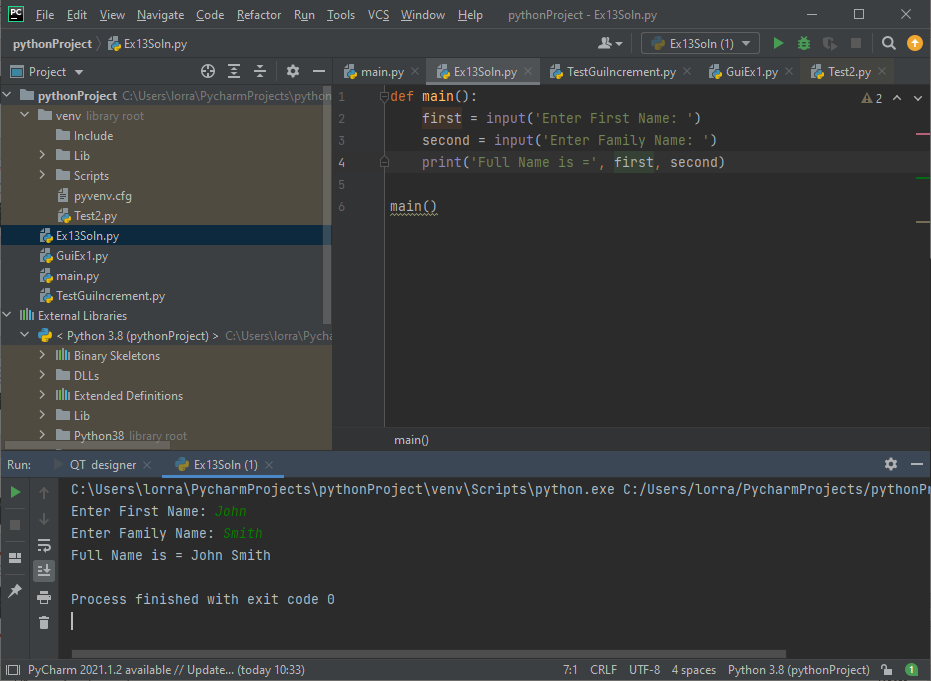 PC File Edit View Navigate Code Refactor Run Tools VCS Window Help pythonProject - Ex13Soln.py
pythonProject Ex13Soln.py Ex13Soln (1)
Project main.py Ex13Soln.py TestGuiIncrement.py GuiEx1.py Test2.py
pythonProject C:\Users\lorra\PycharmProjects\python
venv library root
Include
Lib
Scripts
pyvenv.cfg
Test2.py
Ex13Soln.py
GuiEx1.py
main.py
TestGuiIncrement.py
External Libraries
< Python 3.8 (pythonProject) > C:\Users\lorra\Pycha
Binary Skeletons
DLLs
Extended Definitions
Lib
Python38 library root
1 def main():
2 first = input('Enter First Name: ')
3 second = input('Enter Family Name: ')
4 print('Full Name is =', first, second)
5
6 main()
2
main()
Run: QT designer Ex13Soln (1)
C:\Users\lorra\PycharmProjects\pythonProject\venv\Scripts\python.exe C:/Users/lorra/PycharmProjects/pythonP
Enter First Name: John
Enter Family Name: Smith
Full Name is = John Smith
Process finished with exit code 0
PyCharm 2021.1.2 available // Update... (today 10:33) 7:1 CRLF UTF-8 4 spaces Python 3.8 (pythonProject) 1